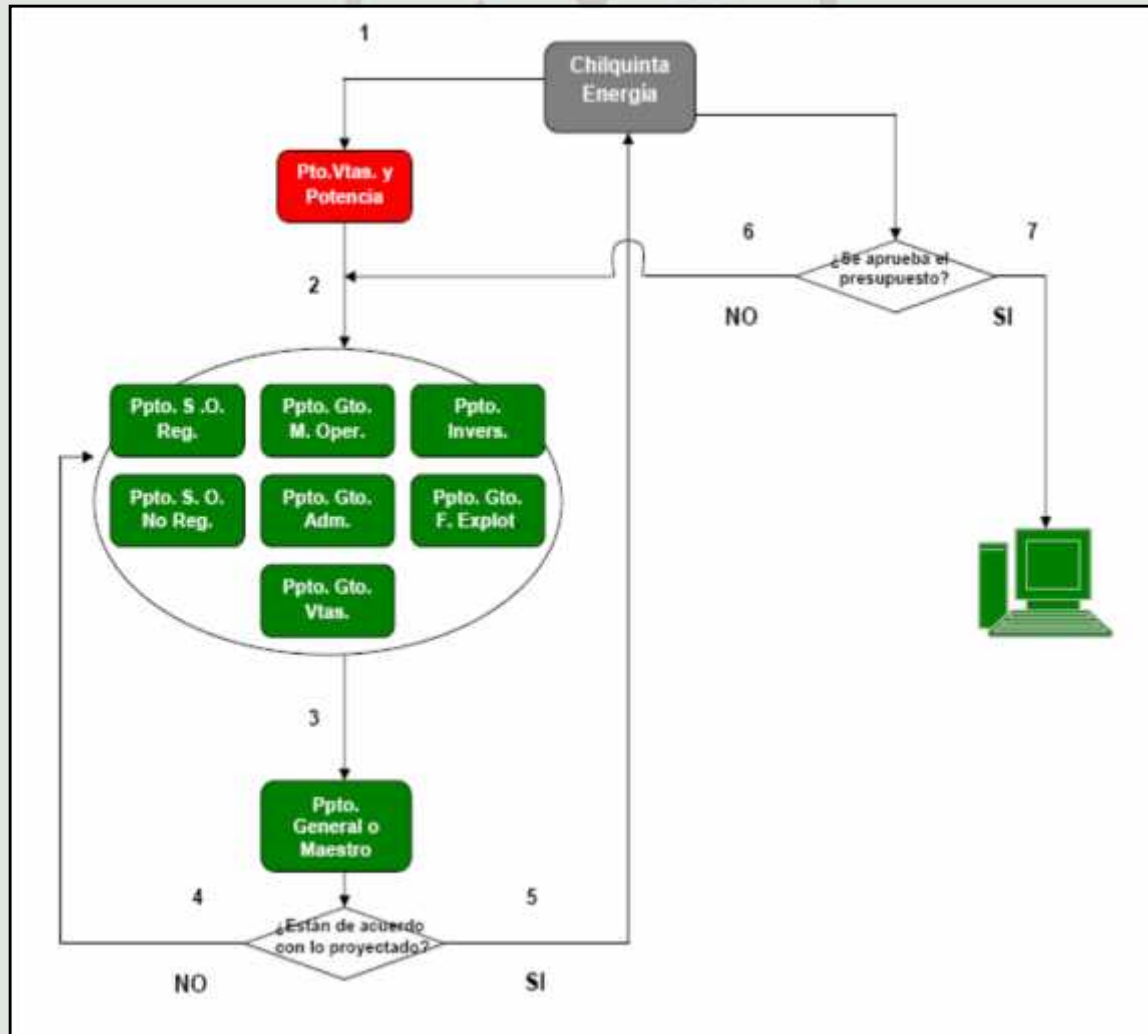 1
Chilquinta
Energía
Pto.Vtas. y
Potencia
6
7
¿Se aprueba el
presupuesto?
2
NO
SI
Ppto. S .O.
Reg.
Ppto. Gto.
M. Oper.
Ppto.
Invers.
Ppto. S. O.
No Reg.
Ppto. Gto.
Adm.
Ppto. Gto.
F. Explot
Ppto. Gto.
Vtas.
3
Ppto.
General o
Maestro
4
5
¿Están de acuerdo
con lo proyectado?
NO
SI